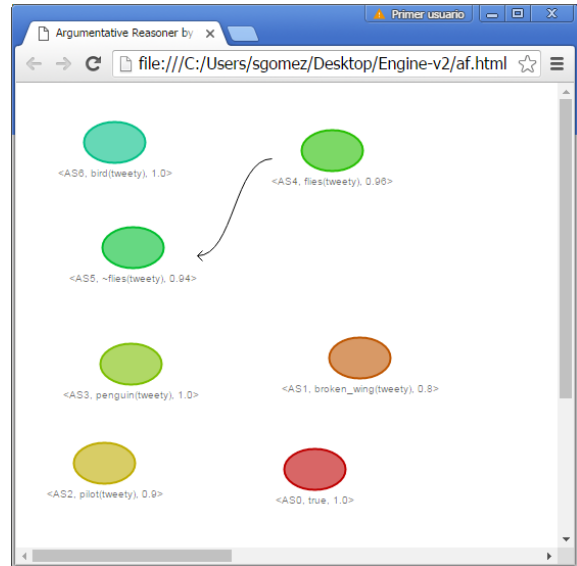 Primer usuario
Argumentative Reasoner by
file:///C:/Users/sgomez/Desktop/Engine-v2/af.html
<AS6, bird(tweety), 1.0>
<AS4, flies(tweety), 0.96>
<AS5, ~flies(tweety), 0.94>
<AS3, penguin(tweety), 1.0>
<AS1, broken_wing(tweety), 0.8>
<AS2, pilot(tweety), 0.9>
<AS0, true, 1.0>